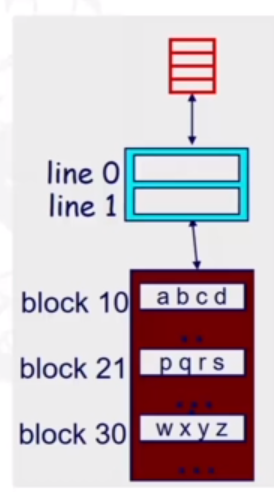 line 0
line 1
block 10 a b c d
. .
block 21 p q r s
. . .
block 30 w x y z
. . .